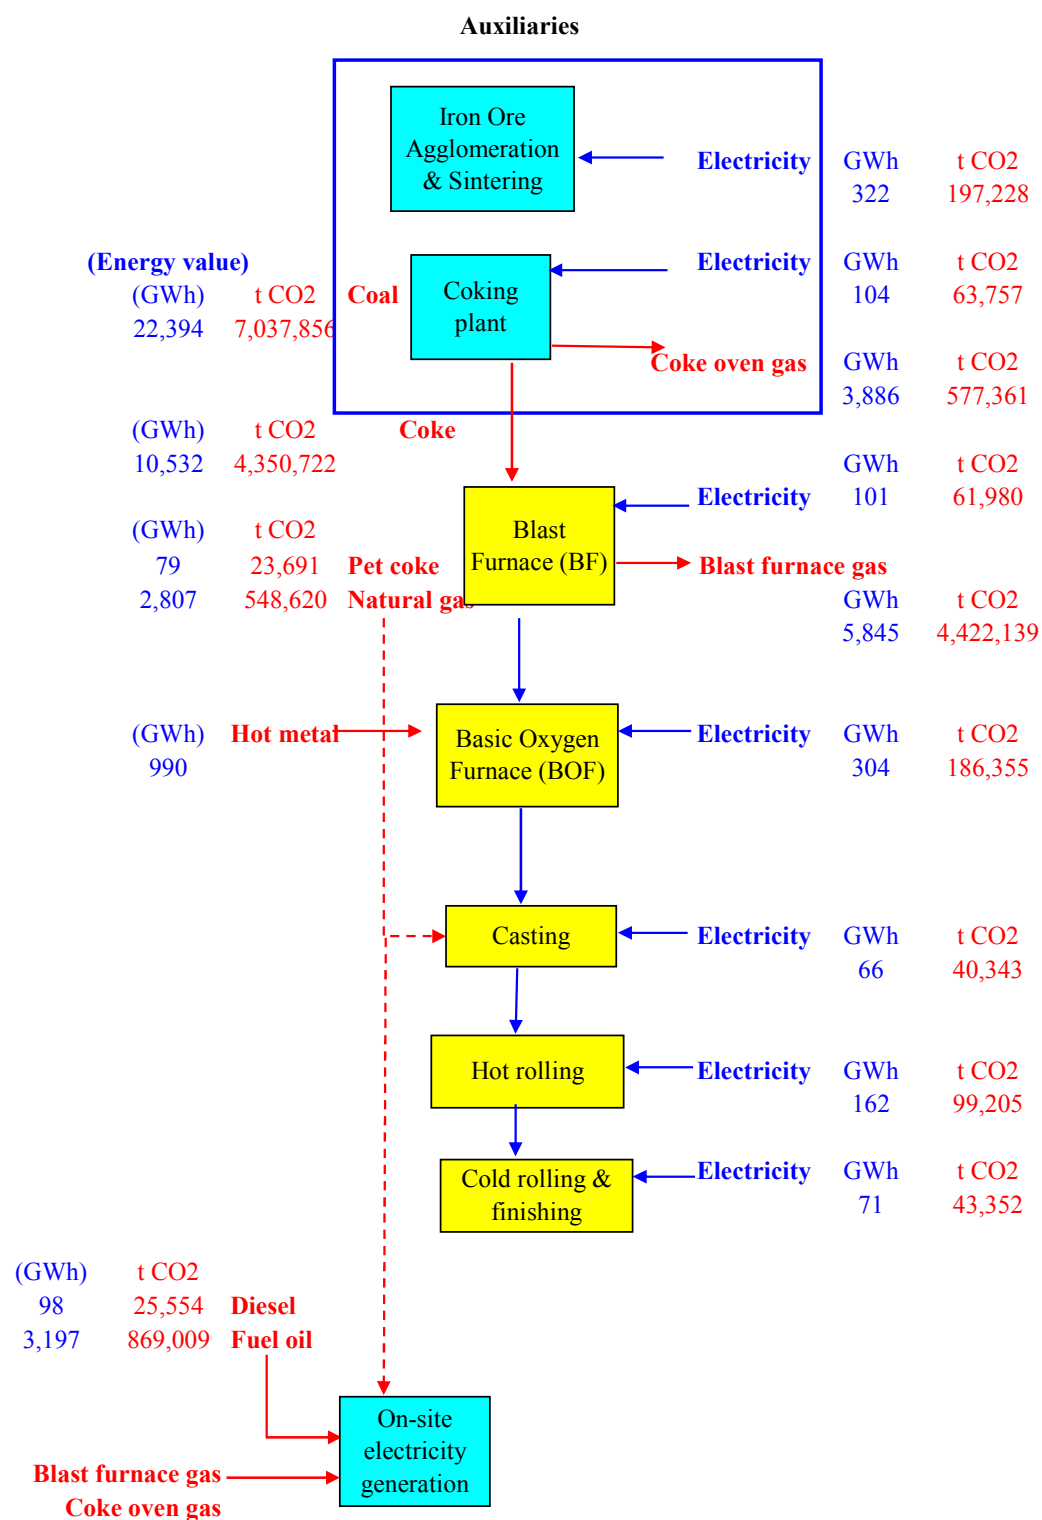 Auxiliaries
Iron Ore
Agglomeration
& Sintering
Electricity GWh t CO2
322 197,228
(Energy value)
(GWh) t CO2 Coal
22,394 7,037,856
Coking
plant
Electricity GWh t CO2
104 63,757
Coke oven gas GWh t CO2
3,886 577,361
(GWh) t CO2 Coke
10,532 4,350,722
GWh t CO2
Electricity 101 61,980
Blast
Furnace (BF)
(GWh) t CO2
79 23,691 Pet coke
2,807 548,620 Natural gas
Blast furnace gas
GWh t CO2
5,845 4,422,139
(GWh) Hot metal
990
Basic Oxygen
Furnace (BOF)
Electricity GWh t CO2
304 186,355
Casting
Electricity GWh t CO2
66 40,343
Hot rolling
Electricity GWh t CO2
162 99,205
Cold rolling &
finishing
Electricity GWh t CO2
71 43,352
(GWh) t CO2
98 25,554 Diesel
3,197 869,009 Fuel oil
On-site
electricity
generation
Blast furnace gas
Coke oven gas